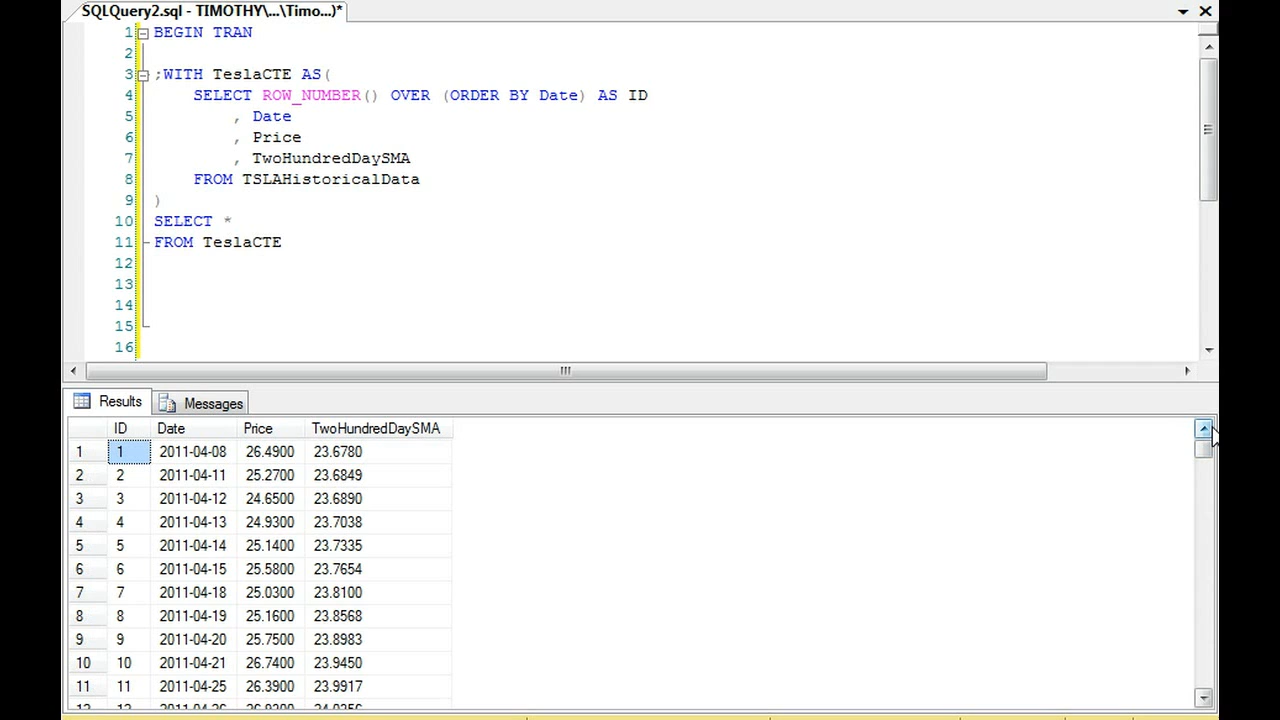 SQLQuery2.sql - TIMOTHY\...\Timo...)*
1 BEGIN TRAN
2
3 ;WITH TeslaCTE AS(
4 SELECT ROW_NUMBER() OVER (ORDER BY Date) AS ID
5 , Date
6 , Price
7 , TwoHundredDaySMA
8 FROM TSLAHistoricalData
9 )
10 SELECT *
11 FROM TeslaCTE
12
13
14
15
16
Results Messages
ID Date Price TwoHundredDaySMA
1 1 2011-04-08 26.4900 23.6780
2 2 2011-04-11 25.2700 23.6849
3 3 2011-04-12 24.6500 23.6890
4 4 2011-04-13 24.9300 23.7038
5 5 2011-04-14 25.1400 23.7335
6 6 2011-04-15 25.5800 23.7654
7 7 2011-04-18 25.0300 23.8100
8 8 2011-04-19 25.1600 23.8568
9 9 2011-04-20 25.7500 23.8983
10 10 2011-04-21 26.7400 23.9450
11 11 2011-04-25 26.3900 23.9917